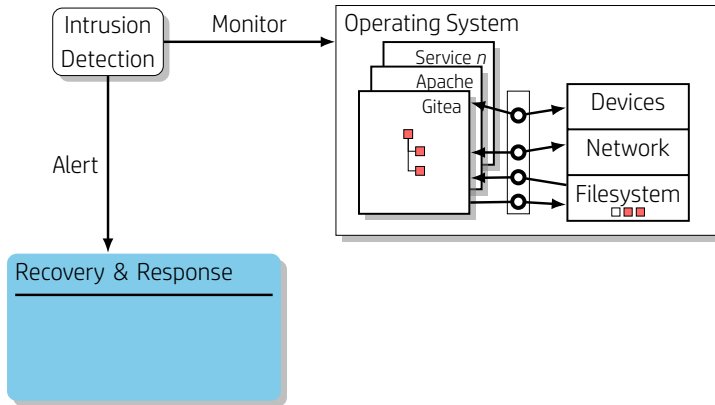 Intrusion
Detection
Monitor
Operating System
Service n
Apache
Gitea
Devices
Network
Filesystem
Alert
Recovery & Response